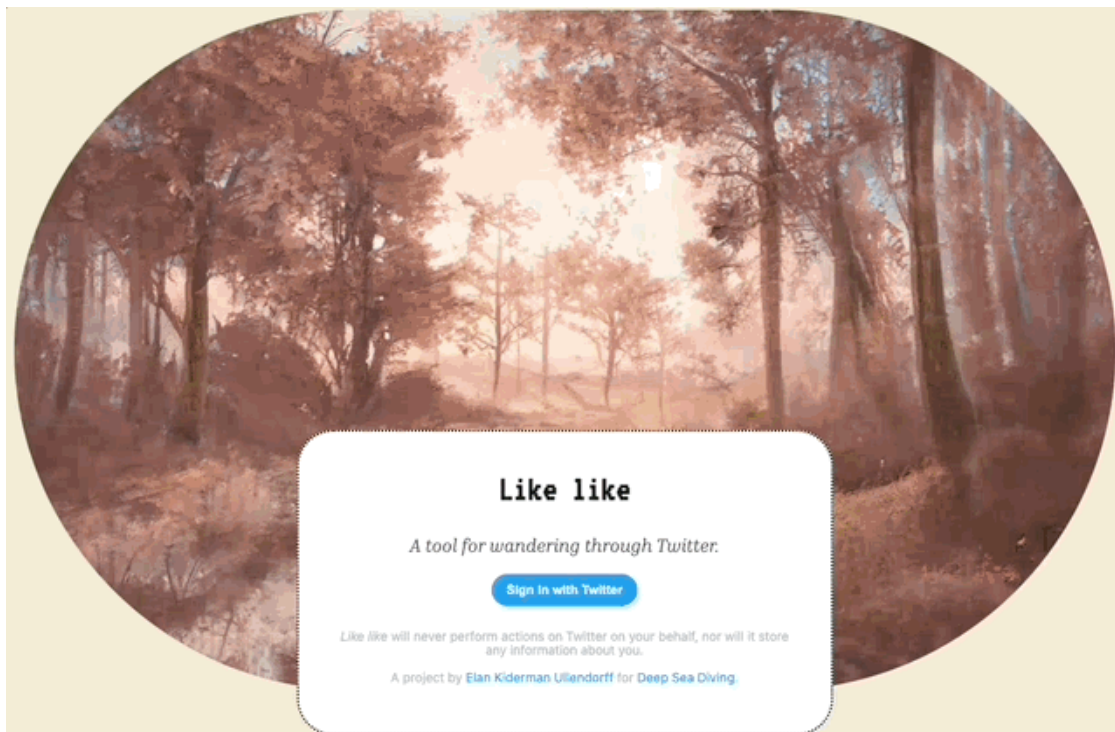 Like like
A tool for wandering through Twitter.
Sign in with Twitter
Like like will never perform actions on Twitter on your behalf, nor will it store
any information about you.
A project by Elan Kiderman Ullendorff for Deep Sea Diving.